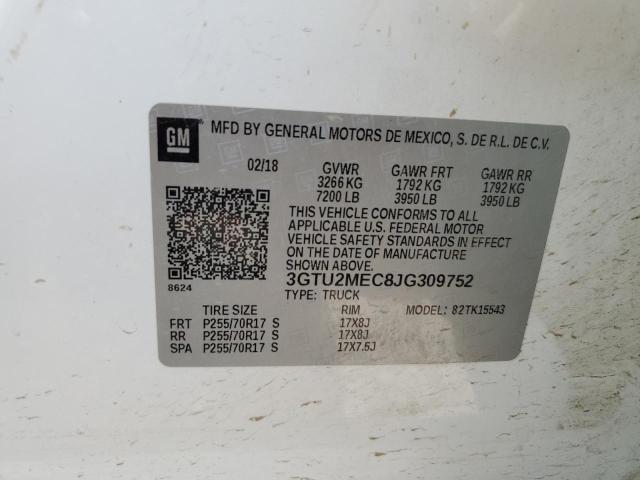 GM MFD BY GENERAL MOTORS DE MEXICO, S. DE R.L. DE C.V.
02/18 GVWR GAWR FRT GAWR RR
3266 KG 1792 KG 1792 KG
7200 LB 3950 LB 3950 LB
THIS VEHICLE CONFORMS TO ALL
APPLICABLE U.S. FEDERAL MOTOR
VEHICLE SAFETY STANDARDS IN EFFECT
ON THE DATE OF MANUFACTURE
SHOWN ABOVE.
8624 3GTU2MEC8JG309752
TYPE: TRUCK
TIRE SIZE RIM MODEL: 82TK15543
FRT P255/70R17 S 17X8J
RR P255/70R17 S 17X8J
SPA P255/70R17 S 17X7.5J